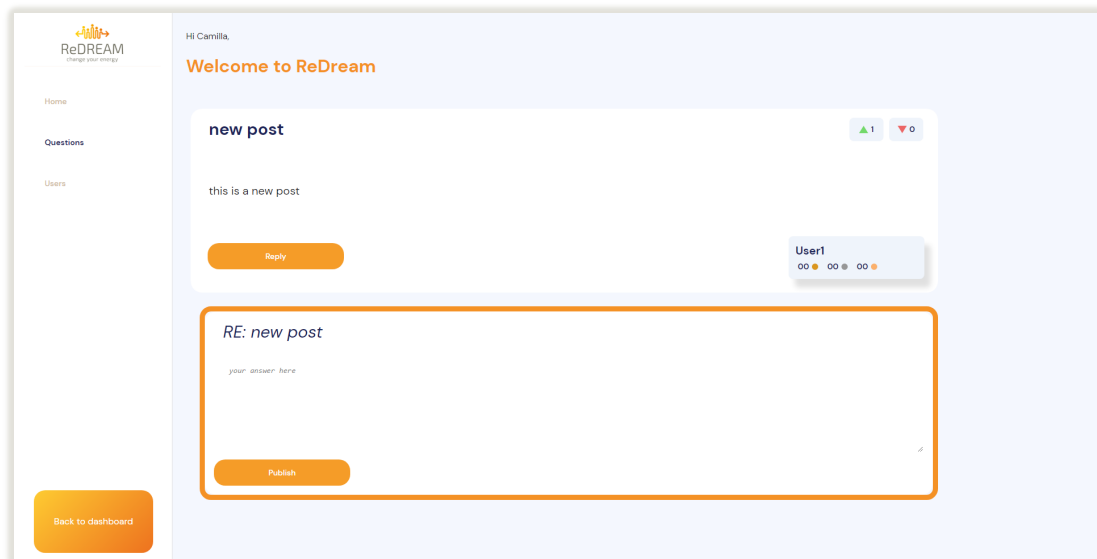 ReDREAM
change your energy
Home
Questions
Users
Back to dashboard
Hi Camilla,
Welcome to ReDream
new post
1
0
this is a new post
Reply
User1
00 00 00
RE: new post
your answer here
Publish